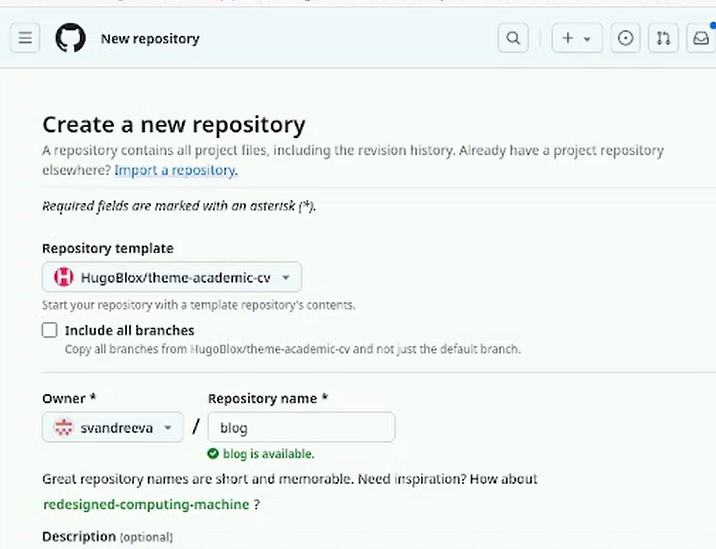 New repository
Create a new repository
A repository contains all project files, including the revision history. Already have a project repository
elsewhere? Import a repository.
Required fields are marked with an asterisk (*).
Repository template
HugoBlox/theme-academic-cv
Start your repository with a template repository's contents.
Include all branches
Copy all branches from HugoBlox/theme-academic-cv and not just the default branch.
Owner * Repository name *
svandreeva / blog
blog is available.
Great repository names are short and memorable. Need inspiration? How about
redesigned-computing-machine ?
Description (optional)